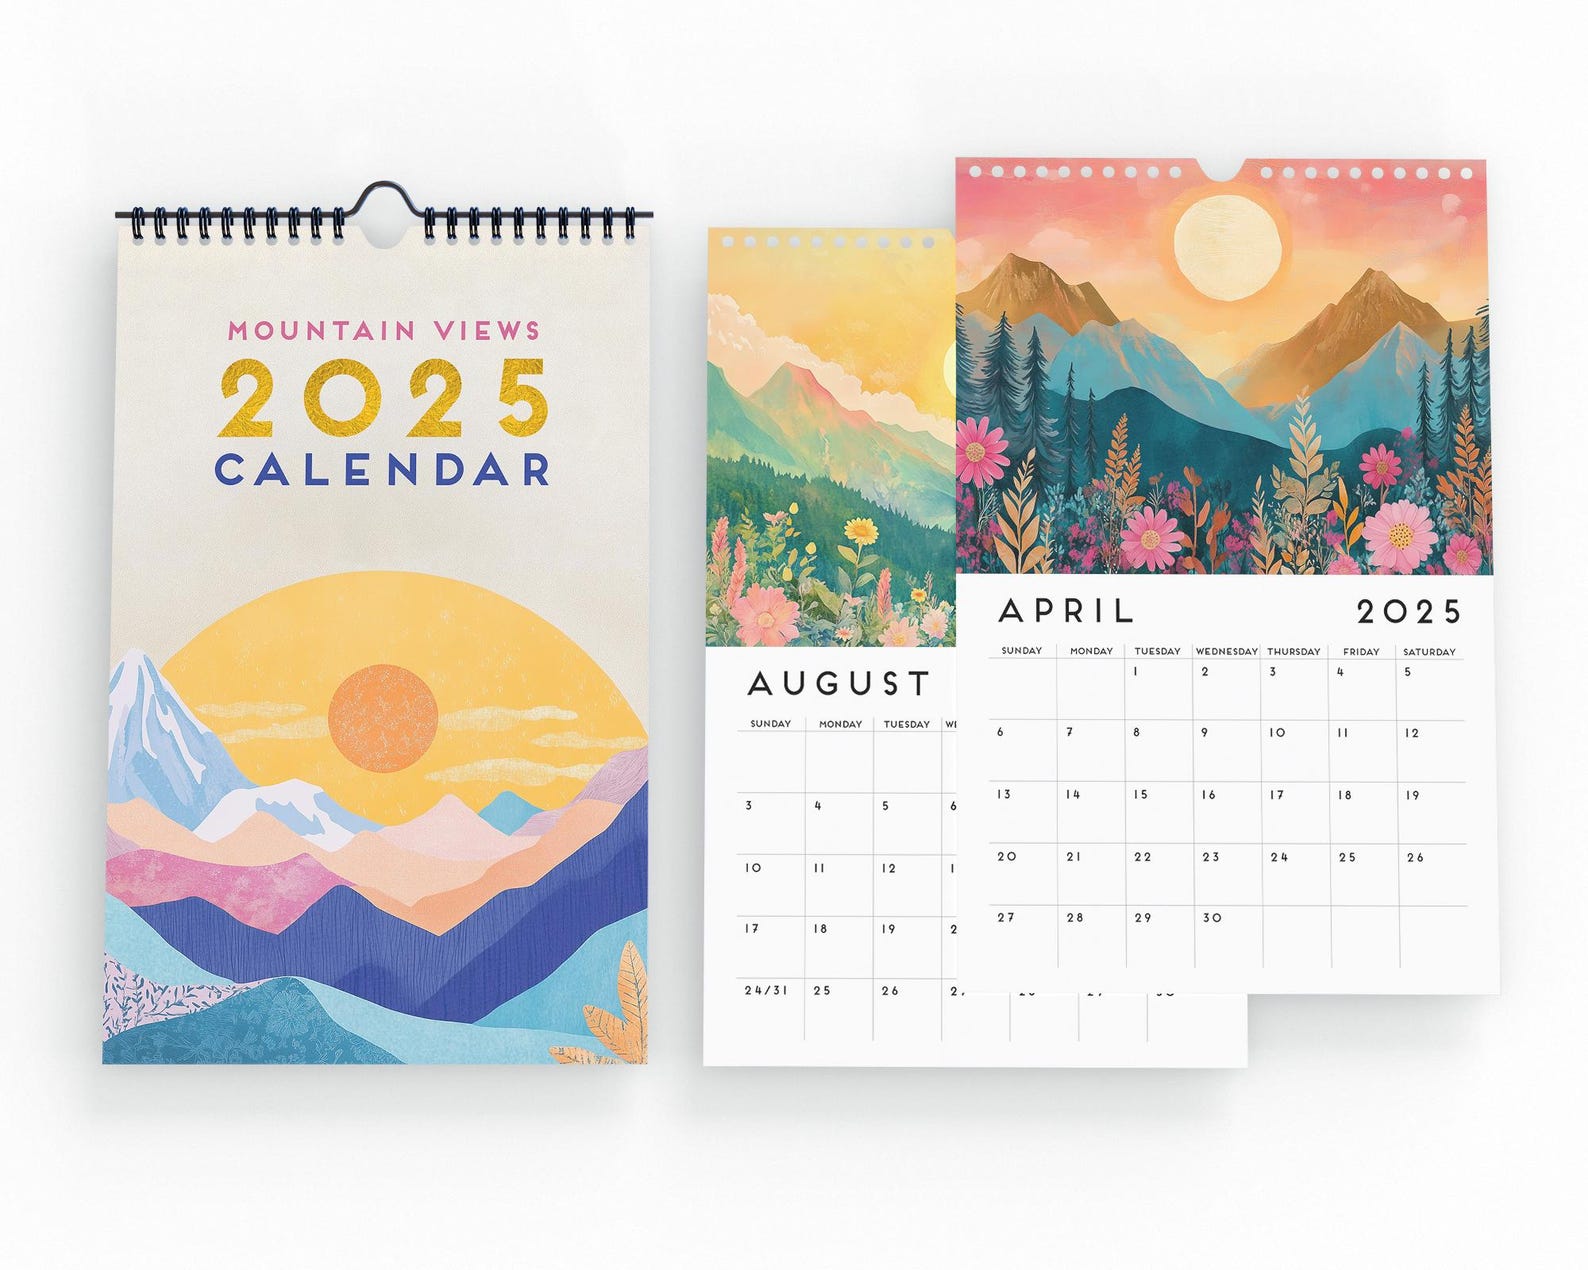 MOUNTAIN VIEWS
2025
CALENDAR
AUGUST
SUNDAY MONDAY TUESDAY
3 4 5 6
10 11 12
17 18 19
24/31 25 26
APRIL 2025
SUNDAY MONDAY TUESDAY WEDNESDAY THURSDAY FRIDAY SATURDAY
1 2 3 4 5
6 7 8 9 10 11 12
13 14 15 16 17 18 19
20 21 22 23 24 25 26
27 28 29 30